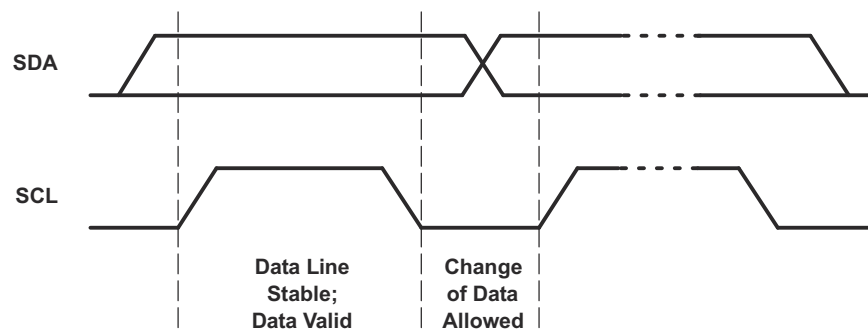 SDA
SCL
Data Line
Stable;
Data Valid
Change
of Data
Allowed